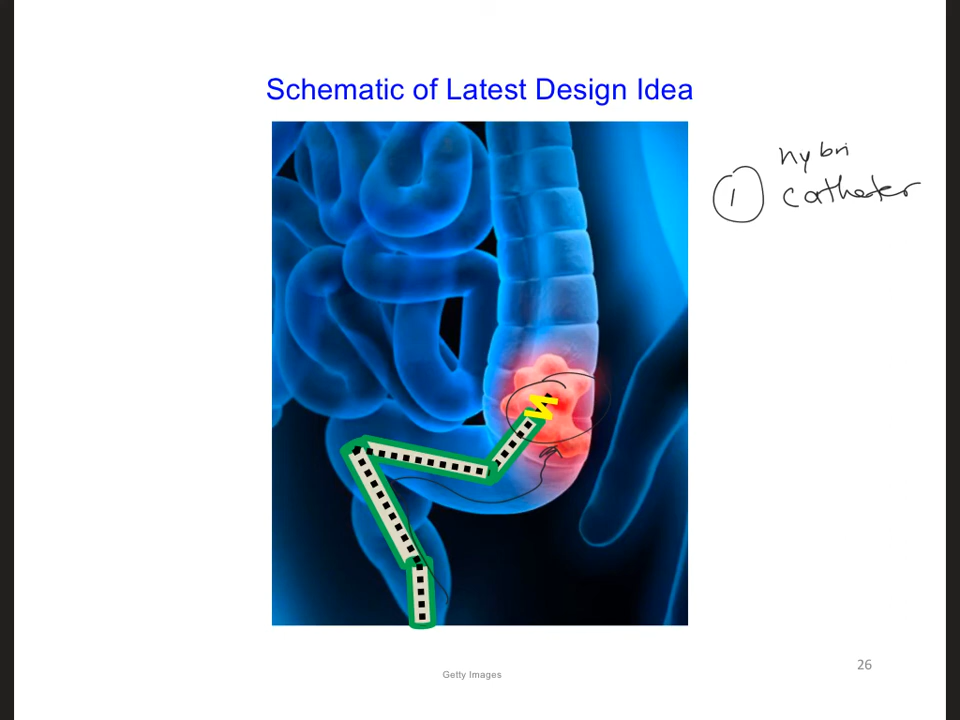 Schematic of Latest Design Idea
hybri
① catheter
Getty Images
26